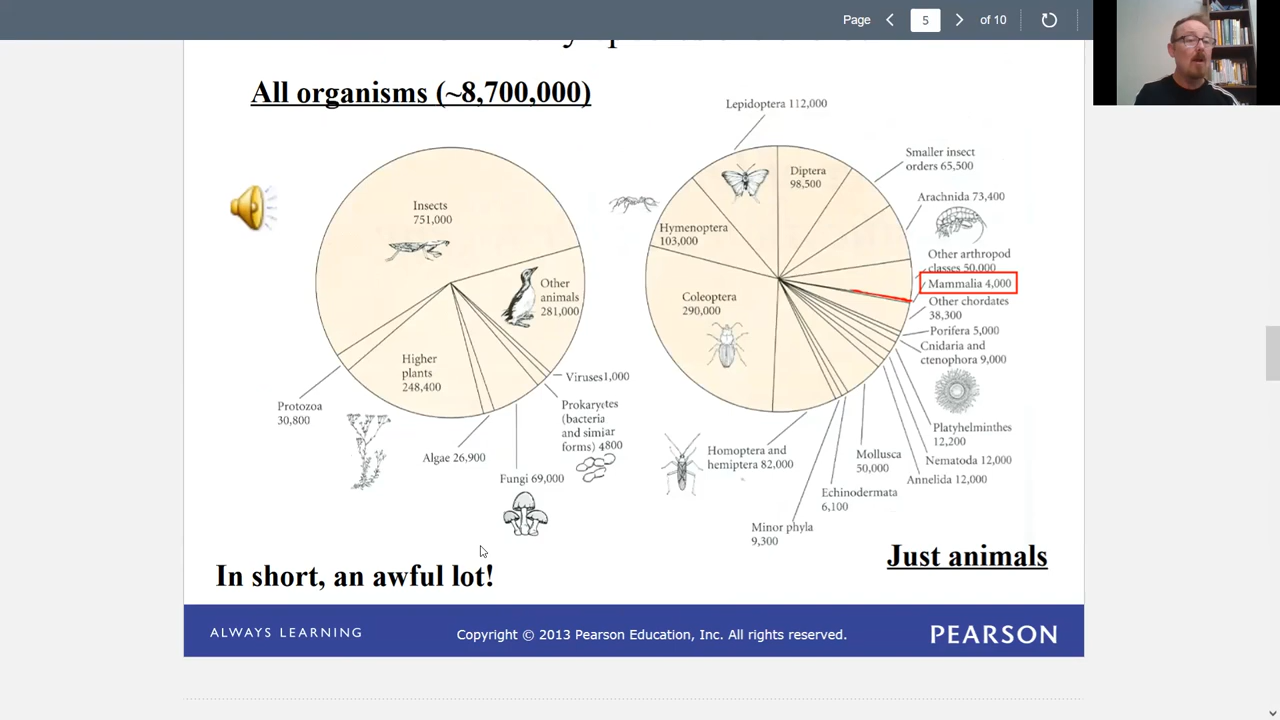 Page
5
of 10
All organisms (~8,700,000)
Insects
751,000
Other
animals
281,000
Higher
plants
248,400
Protozoa
30,800
Algae 26,900
Fungi 69,000
Prokaryetes
(bacteria
and simiar
forms) 4800
Viruses1,000
Lepidoptera 112,000
Diptera
98,500
Smaller insect
orders 65,500
Arachnida 73,400
Other arthropod
classes 50,000
Mammalia 4,000
Other chordates
38,300
Porifera 5,000
Cnidaria and
ctenophora 9,000
Platyhelminthes
12,200
Nematoda 12,000
Annelida 12,000
Mollusca
50,000
Echinodermata
6,100
Minor phyla
9,300
Homoptera and
hemiptera 82,000
Coleoptera
290,000
Hymenoptera
103,000
In short, an awful lot!
Just animals
ALWAYS LEARNING
Copyright © 2013 Pearson Education, Inc. All rights reserved.
PEARSON